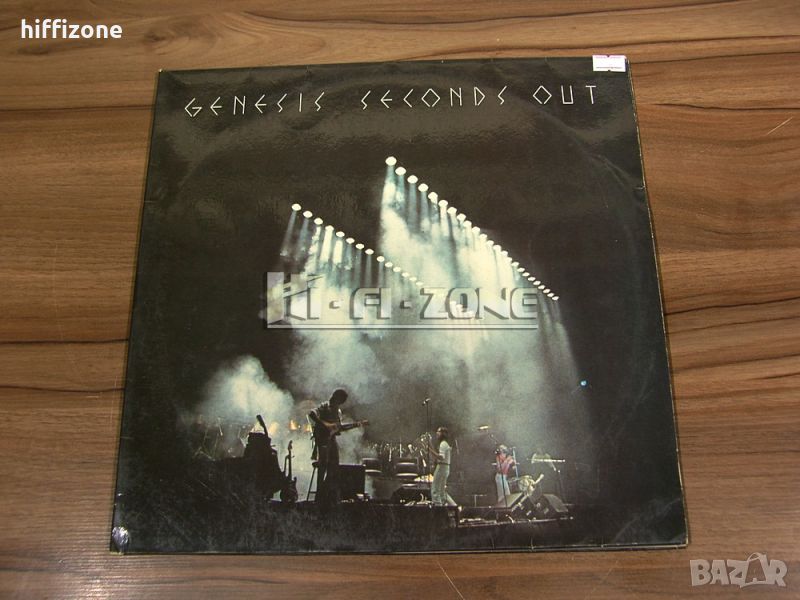 hiffizone
GENESIS SECONDS OUT
Hi-Fi-ZONE
BAZAR